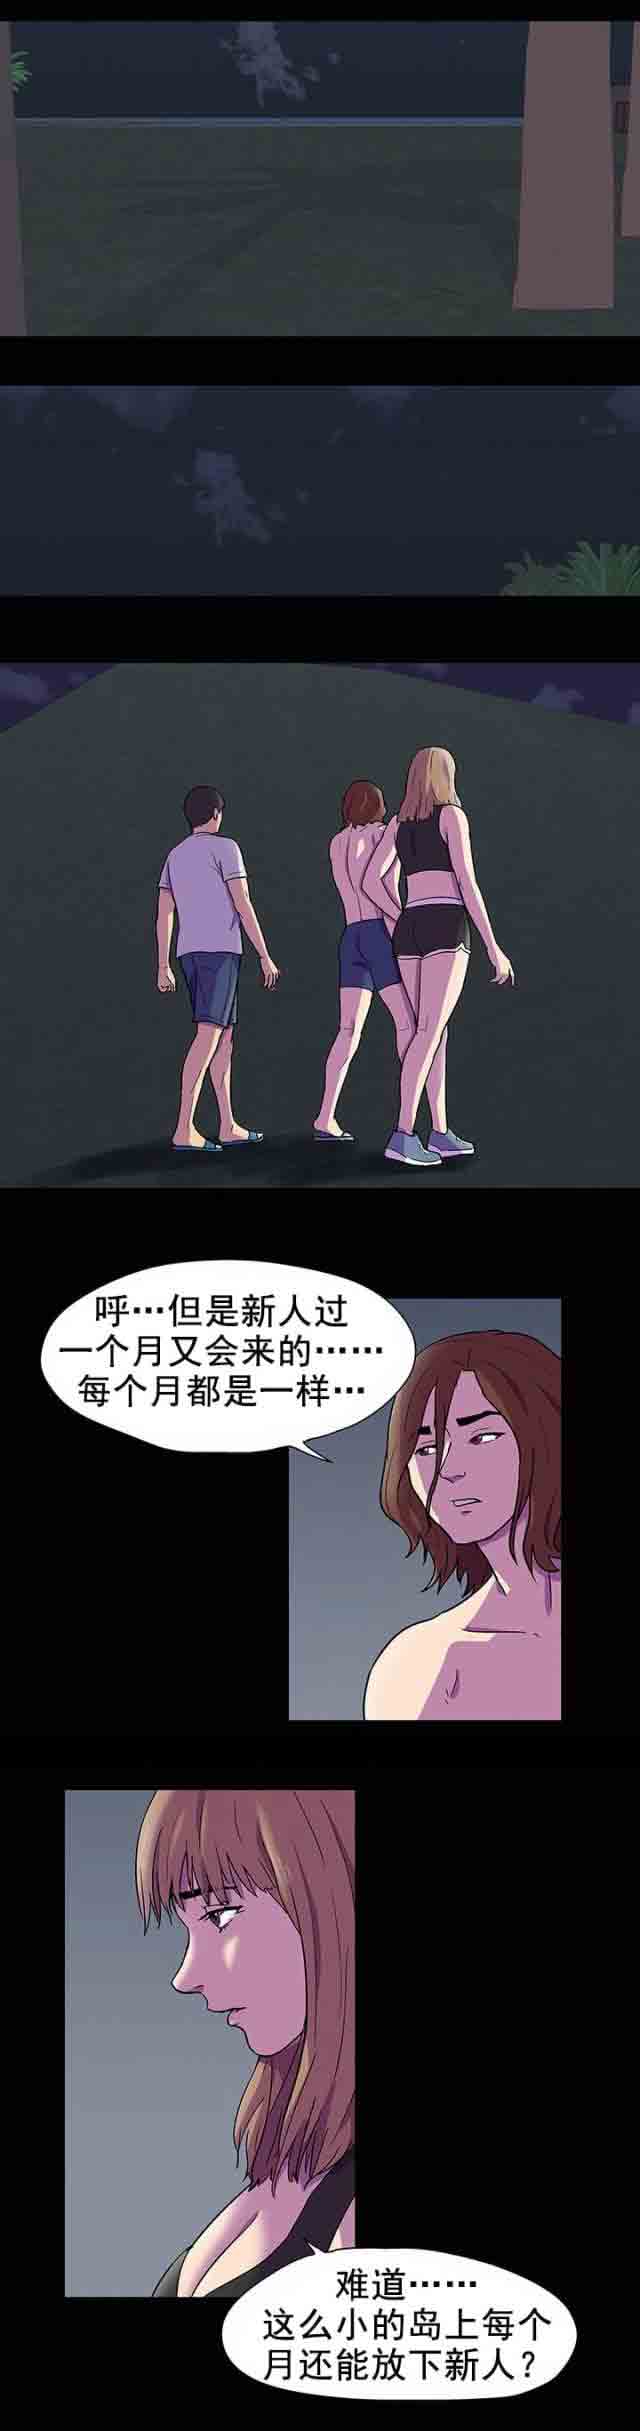 呼…但是新人过
一个月又会来的……
每个月都是一样…
难道……
这么小的岛上每个
月还能放下新人？